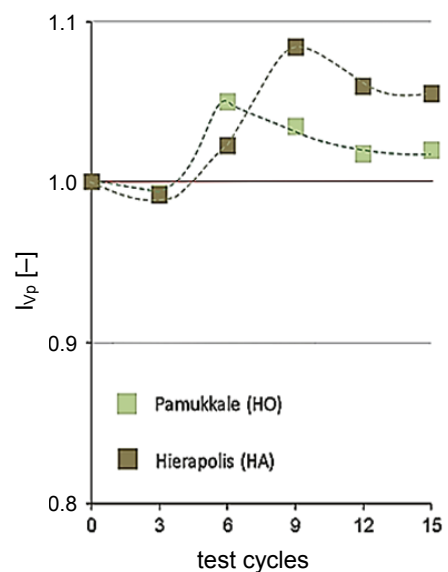 1.1
1.0
0.9
0.8
I_Vp [–]
Pamukkale (HO)
Hierapolis (HA)
0 3 6 9 12 15
test cycles